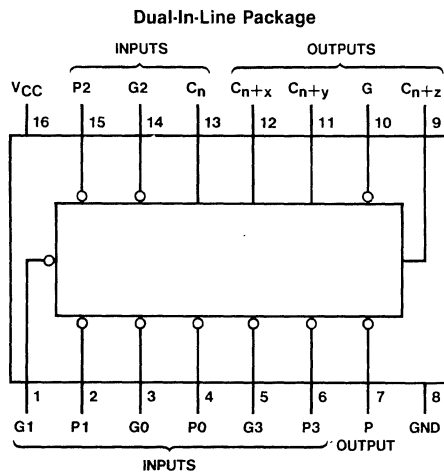 Dual-In-Line Package
INPUTS OUTPUTS
VCC P2 G2 Cn Cn+x Cn+y G Cn+z
16 15 14 13 12 11 10 9
1 2 3 4 5 6 7 8
G1 P1 G0 P0 G3 P3 P GND
INPUTS OUTPUT